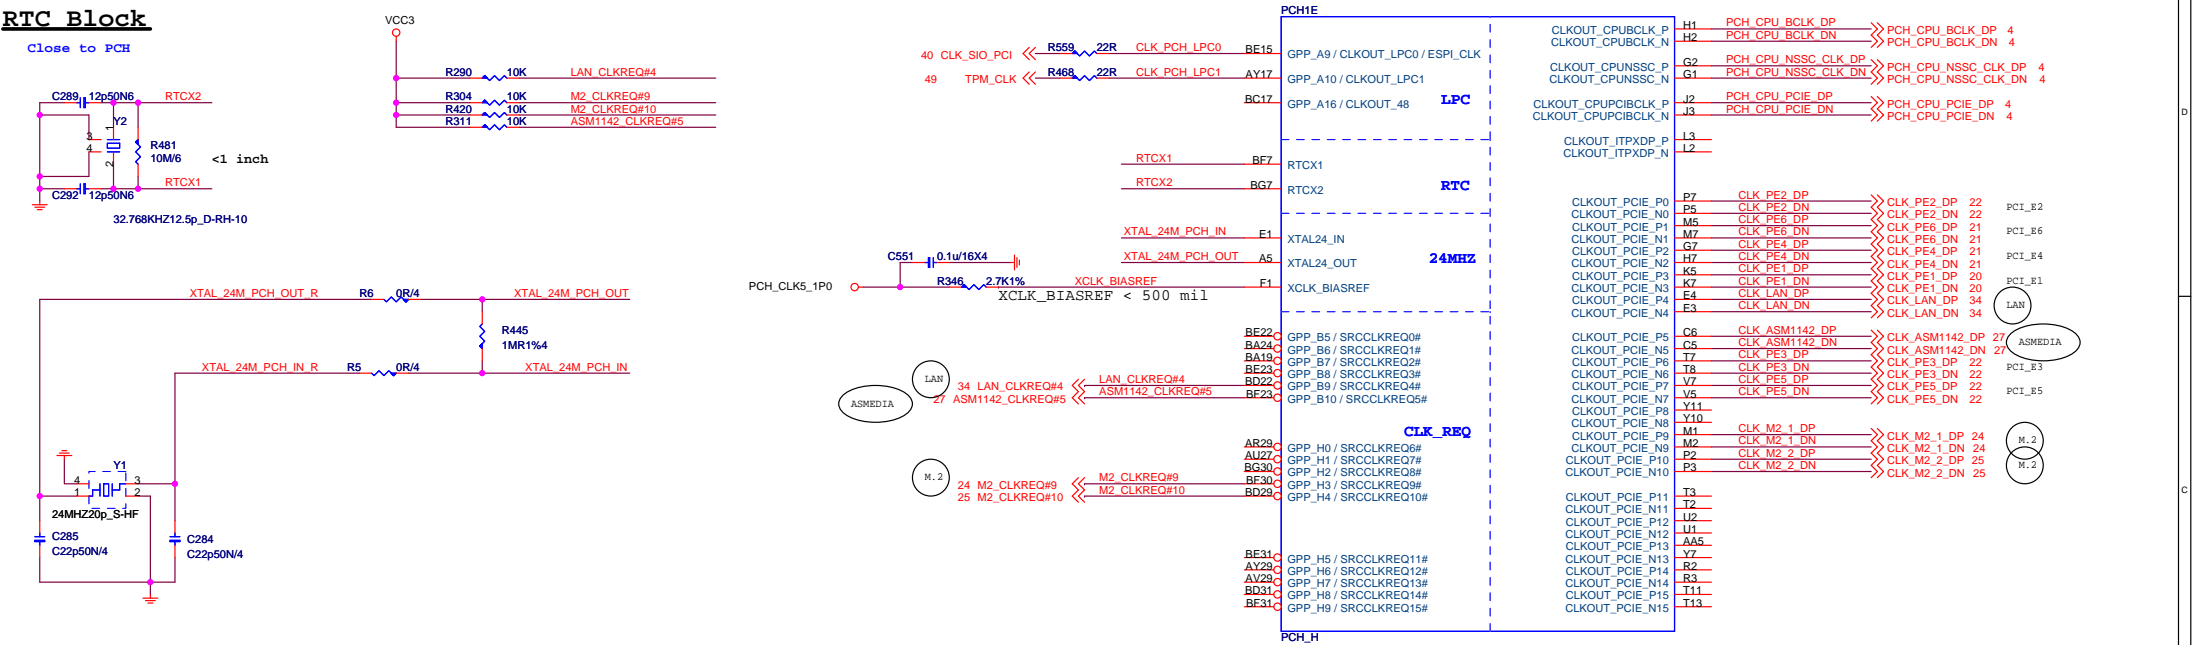 RTC Block
Close to PCH
C289 12p50N6 RTCX2
Y2
1
3
4
2
R481
10M/6
<1 inch
RTCX1
C292 12p50N6
32.768KHZ12.5p_D-RH-10
VCC3
R290 10K LAN_CLKREQ#4
R304 10K M2_CLKREQ#9
R420 10K M2_CLKREQ#10
R311 10K ASM1142_CLKREQ#5
XTAL_24M_PCH_OUT_R R6 0R/4 XTAL_24M_PCH_OUT
R445
1MR1%4
XTAL_24M_PCH_IN_R R5 0R/4 XTAL_24M_PCH_IN
Y1
4 3
1 2
24MHZ20p_S-HF
C285
C22p50N/4
C284
C22p50N/4
PCH1E
40 CLK_SIO_PCI R559 22R CLK_PCH_LPC0 BE15 GPP_A9 / CLKOUT_LPC0 / ESPI_CLK
49 TPM_CLK R468 22R CLK_PCH_LPC1 AY17 GPP_A10 / CLKOUT_LPC1
BC17 GPP_A16 / CLKOUT_48
LPC
RTCX1 BF7 RTCX1
RTCX2 BG7 RTCX2
RTC
XTAL_24M_PCH_IN E1 XTAL24_IN
XTAL_24M_PCH_OUT A5 XTAL24_OUT
24MHZ
C551 0.1u/16X4
PCH_CLK5_1P0 R346 2.7K1% XCLK_BIASREF F1 XCLK_BIASREF
XCLK_BIASREF < 500 mil
BE22 GPP_B5 / SRCCLKREQ0#
BA24 GPP_B6 / SRCCLKREQ1#
BA19 GPP_B7 / SRCCLKREQ2#
BE23 GPP_B8 / SRCCLKREQ3#
LAN 34 LAN_CLKREQ#4 LAN_CLKREQ#4 BD22 GPP_B9 / SRCCLKREQ4#
ASMEDIA 27 ASM1142_CLKREQ#5 ASM1142_CLKREQ#5 BF23 GPP_B10 / SRCCLKREQ5#
CLK_REQ
AR29 GPP_H0 / SRCCLKREQ6#
AU27 GPP_H1 / SRCCLKREQ7#
BG30 GPP_H2 / SRCCLKREQ8#
M.2 24 M2_CLKREQ#9 M2_CLKREQ#9 BF30 GPP_H3 / SRCCLKREQ9#
25 M2_CLKREQ#10 M2_CLKREQ#10 BD29 GPP_H4 / SRCCLKREQ10#
BE31 GPP_H5 / SRCCLKREQ11#
AY29 GPP_H6 / SRCCLKREQ12#
AV29 GPP_H7 / SRCCLKREQ13#
BD31 GPP_H8 / SRCCLKREQ14#
BF31 GPP_H9 / SRCCLKREQ15#
PCH_H
CLKOUT_CPUBCLK_P H1 PCH_CPU_BCLK_DP PCH_CPU_BCLK_DP 4
CLKOUT_CPUBCLK_N H2 PCH_CPU_BCLK_DN PCH_CPU_BCLK_DN 4
CLKOUT_CPUNSSC_P G2 PCH_CPU_NSSC_CLK_DP PCH_CPU_NSSC_CLK_DP 4
CLKOUT_CPUNSSC_N G1 PCH_CPU_NSSC_CLK_DN PCH_CPU_NSSC_CLK_DN 4
CLKOUT_CPUPCIBCLK_P J2 PCH_CPU_PCIE_DP PCH_CPU_PCIE_DP 4
CLKOUT_CPUPCIBCLK_N J3 PCH_CPU_PCIE_DN PCH_CPU_PCIE_DN 4
CLKOUT_ITPXDP_P L3
CLKOUT_ITPXDP_N L2
CLKOUT_PCIE_P0 P7 CLK_PE2_DP CLK_PE2_DP 22 PCI_E2
CLKOUT_PCIE_N0 P5 CLK_PE2_DN CLK_PE2_DN 22
CLKOUT_PCIE_P1 M5 CLK_PE6_DP CLK_PE6_DP 21 PCI_E6
CLKOUT_PCIE_N1 M7 CLK_PE6_DN CLK_PE6_DN 21
CLKOUT_PCIE_P2 G7 CLK_PE4_DP CLK_PE4_DP 21 PCI_E4
CLKOUT_PCIE_N2 H7 CLK_PE4_DN CLK_PE4_DN 21
CLKOUT_PCIE_P3 K5 CLK_PE1_DP CLK_PE1_DP 20 PCI_E1
CLKOUT_PCIE_N3 K7 CLK_PE1_DN CLK_PE1_DN 20
CLKOUT_PCIE_P4 E4 CLK_LAN_DP CLK_LAN_DP 34 LAN
CLKOUT_PCIE_N4 E3 CLK_LAN_DN CLK_LAN_DN 34
CLKOUT_PCIE_P5 C6 CLK_ASM1142_DP CLK_ASM1142_DP 27 ASMEDIA
CLKOUT_PCIE_N5 C5 CLK_ASM1142_DN CLK_ASM1142_DN 27
CLKOUT_PCIE_P6 T7 CLK_PE3_DP CLK_PE3_DP 22 PCI_E3
CLKOUT_PCIE_N6 T8 CLK_PE3_DN CLK_PE3_DN 22
CLKOUT_PCIE_P7 V7 CLK_PE5_DP CLK_PE5_DP 22 PCI_E5
CLKOUT_PCIE_N7 V5 CLK_PE5_DN CLK_PE5_DN 22
CLKOUT_PCIE_P8 Y11
CLKOUT_PCIE_N8 Y10
CLKOUT_PCIE_P9 M1 CLK_M2_1_DP CLK_M2_1_DP 24 M.2
CLKOUT_PCIE_N9 M2 CLK_M2_1_DN CLK_M2_1_DN 24
CLKOUT_PCIE_P10 P2 CLK_M2_2_DP CLK_M2_2_DP 25 M.2
CLKOUT_PCIE_N10 P3 CLK_M2_2_DN CLK_M2_2_DN 25
CLKOUT_PCIE_P11 T3
CLKOUT_PCIE_N11 T2
CLKOUT_PCIE_P12 U2
CLKOUT_PCIE_N12 U1
CLKOUT_PCIE_P13 AA5
CLKOUT_PCIE_N13 Y7
CLKOUT_PCIE_P14 R2
CLKOUT_PCIE_N14 R3
CLKOUT_PCIE_P15 T11
CLKOUT_PCIE_N15 T13
D
C